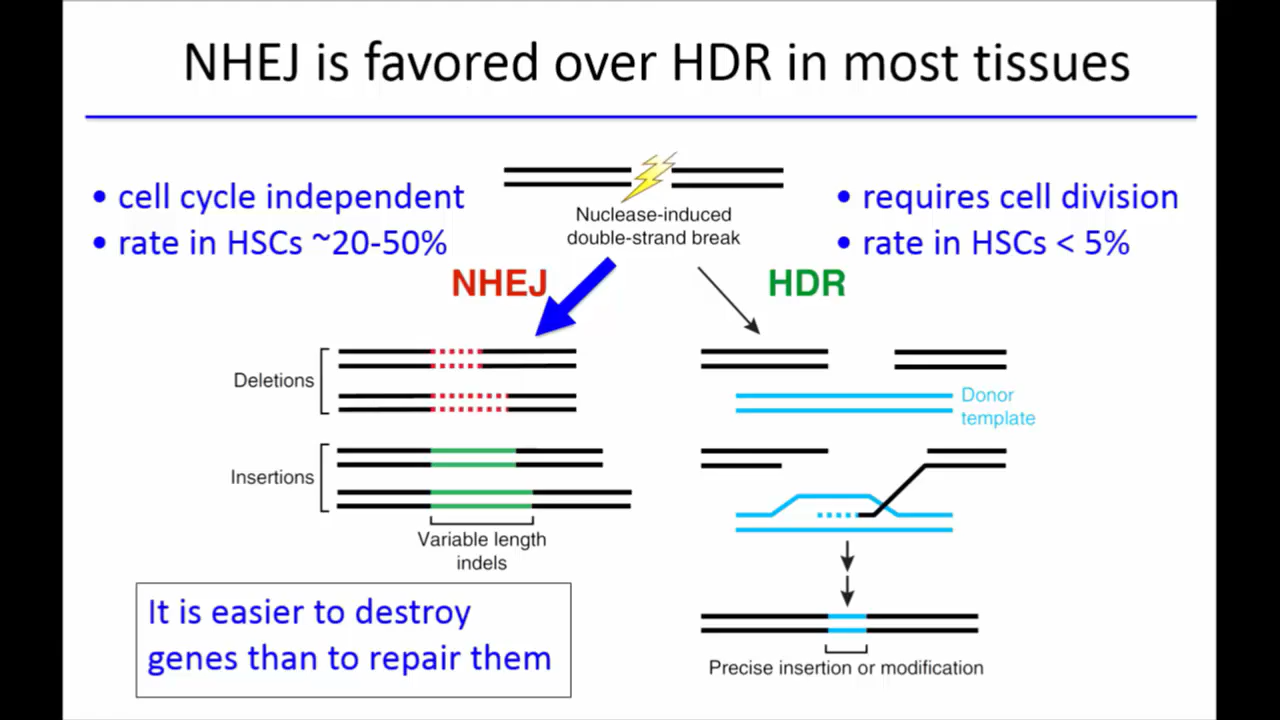 NHEJ is favored over HDR in most tissues
• cell cycle independent
• rate in HSCs ~20-50%
Nuclease-induced
double-strand break
• requires cell division
• rate in HSCs < 5%
NHEJ
HDR
Deletions
Insertions
Variable length
indels
Donor
template
Precise insertion or modification
It is easier to destroy
genes than to repair them